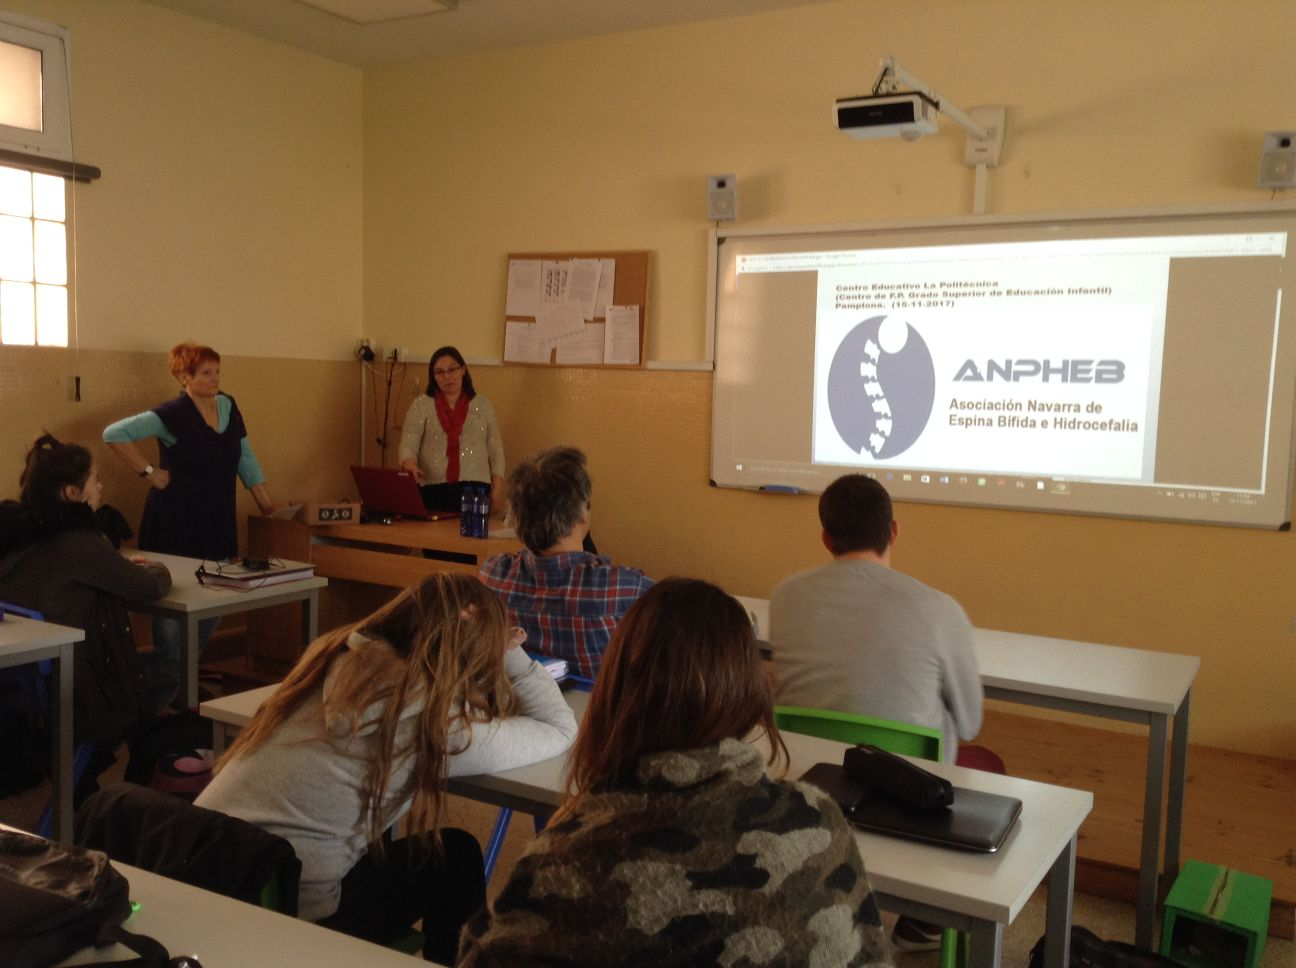 Centro Educativo La Politécnica
(Centro de F.P. Grado Superior de Educación Infantil)
Pamplona. (15-11-2017)
ANPHEB
Asociación Navarra de
Espina Bífida e Hidrocefalia